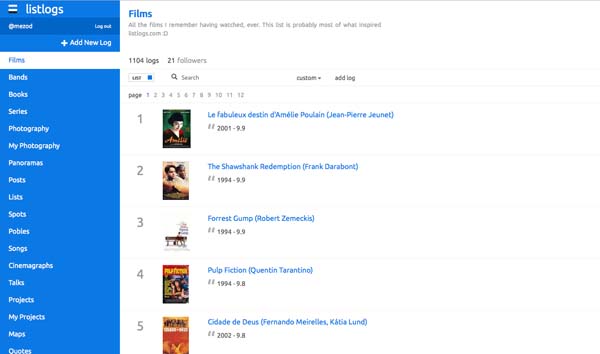 listlogs
@mezod
Log out
+ Add New Log
Films
Bands
Books
Series
Photography
My Photography
Panoramas
Posts
Lists
Spots
Pobles
Songs
Cinemagraphs
Talks
Projects
My Projects
Maps
Quotes
Films
All the films I remember having watched, ever. This list is probably most of what inspired
listlogs.com :D
1104 logs 21 followers
LIST
Search
custom
add log
page 1 2 3 4 5 6 7 8 9 10 11 12
1
Le fabuleux destin d'Amélie Poulain (Jean-Pierre Jeunet)
2001 - 9.9
2
The Shawshank Redemption (Frank Darabont)
1994 - 9.9
3
Forrest Gump (Robert Zemeckis)
1994 - 9.9
4
PULP FICTION
Pulp Fiction (Quentin Tarantino)
1994 - 9.8
5
Cidade de Deus (Fernando Meirelles, Kátia Lund)
2002 - 9.8